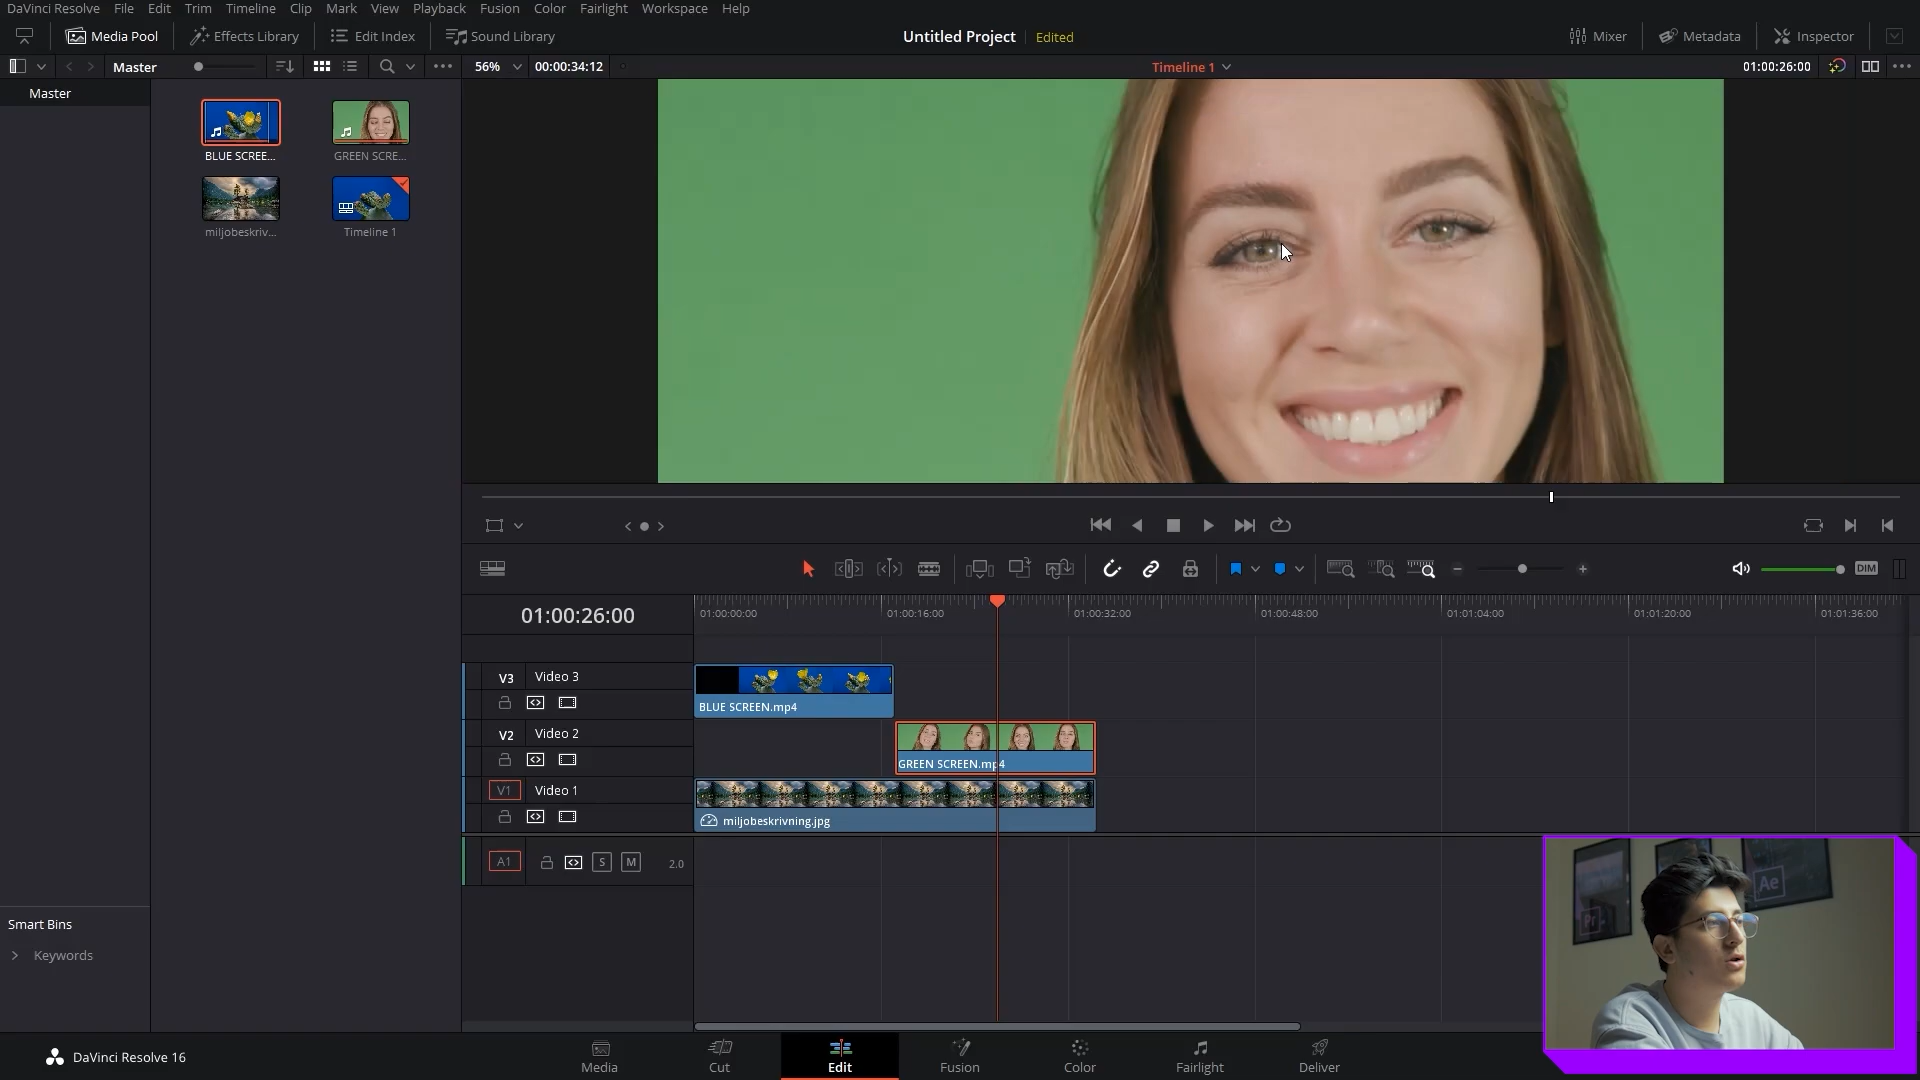 DaVinci Resolve File Edit Trim Timeline Clip Mark View Playback Fusion Color Fairlight Workspace Help
Media Pool Effects Library Edit Index Sound Library Untitled Project Edited Mixer Metadata Inspector
Master 56% 00:00:34:12 Timeline 1 01:00:26:00
Master
BLUE SCREE... GREEN SCRE...
miljobeskriv... Timeline 1
DIM
01:00:26:00 01:00:00:00 01:00:16:00 01:00:32:00 01:00:48:00 01:01:04:00 01:01:20:00 01:01:36:00
V3 Video 3
BLUE SCREEN.mp4
V2 Video 2
GREEN SCREEN.mp4
V1 Video 1
miljobeskrivning.jpg
A1 S M 2.0
Ae
Pr
Smart Bins
Keywords
DaVinci Resolve 16 Media Cut Edit Fusion Color Fairlight Deliver